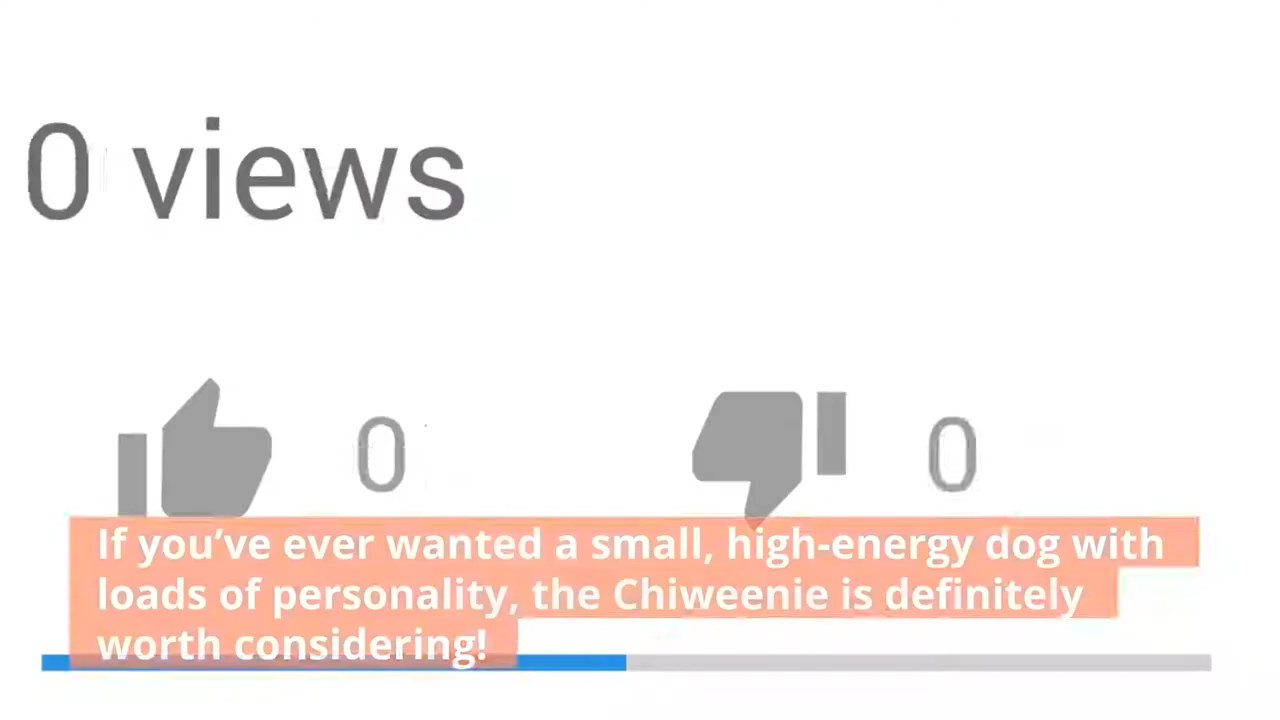 0 views
0 0
If you’ve ever wanted a small, high-energy dog with
loads of personality, the Chiweenie is definitely
worth considering!